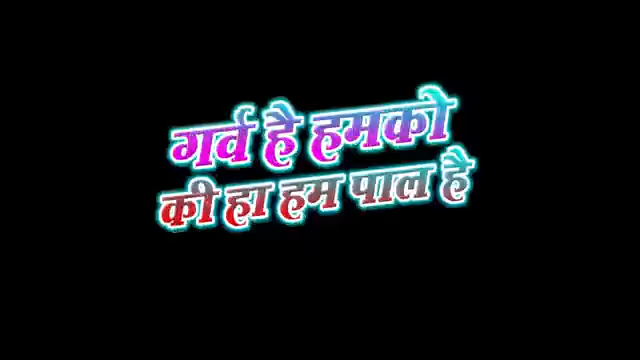 गर्व है हमको
की हा हम पाल है